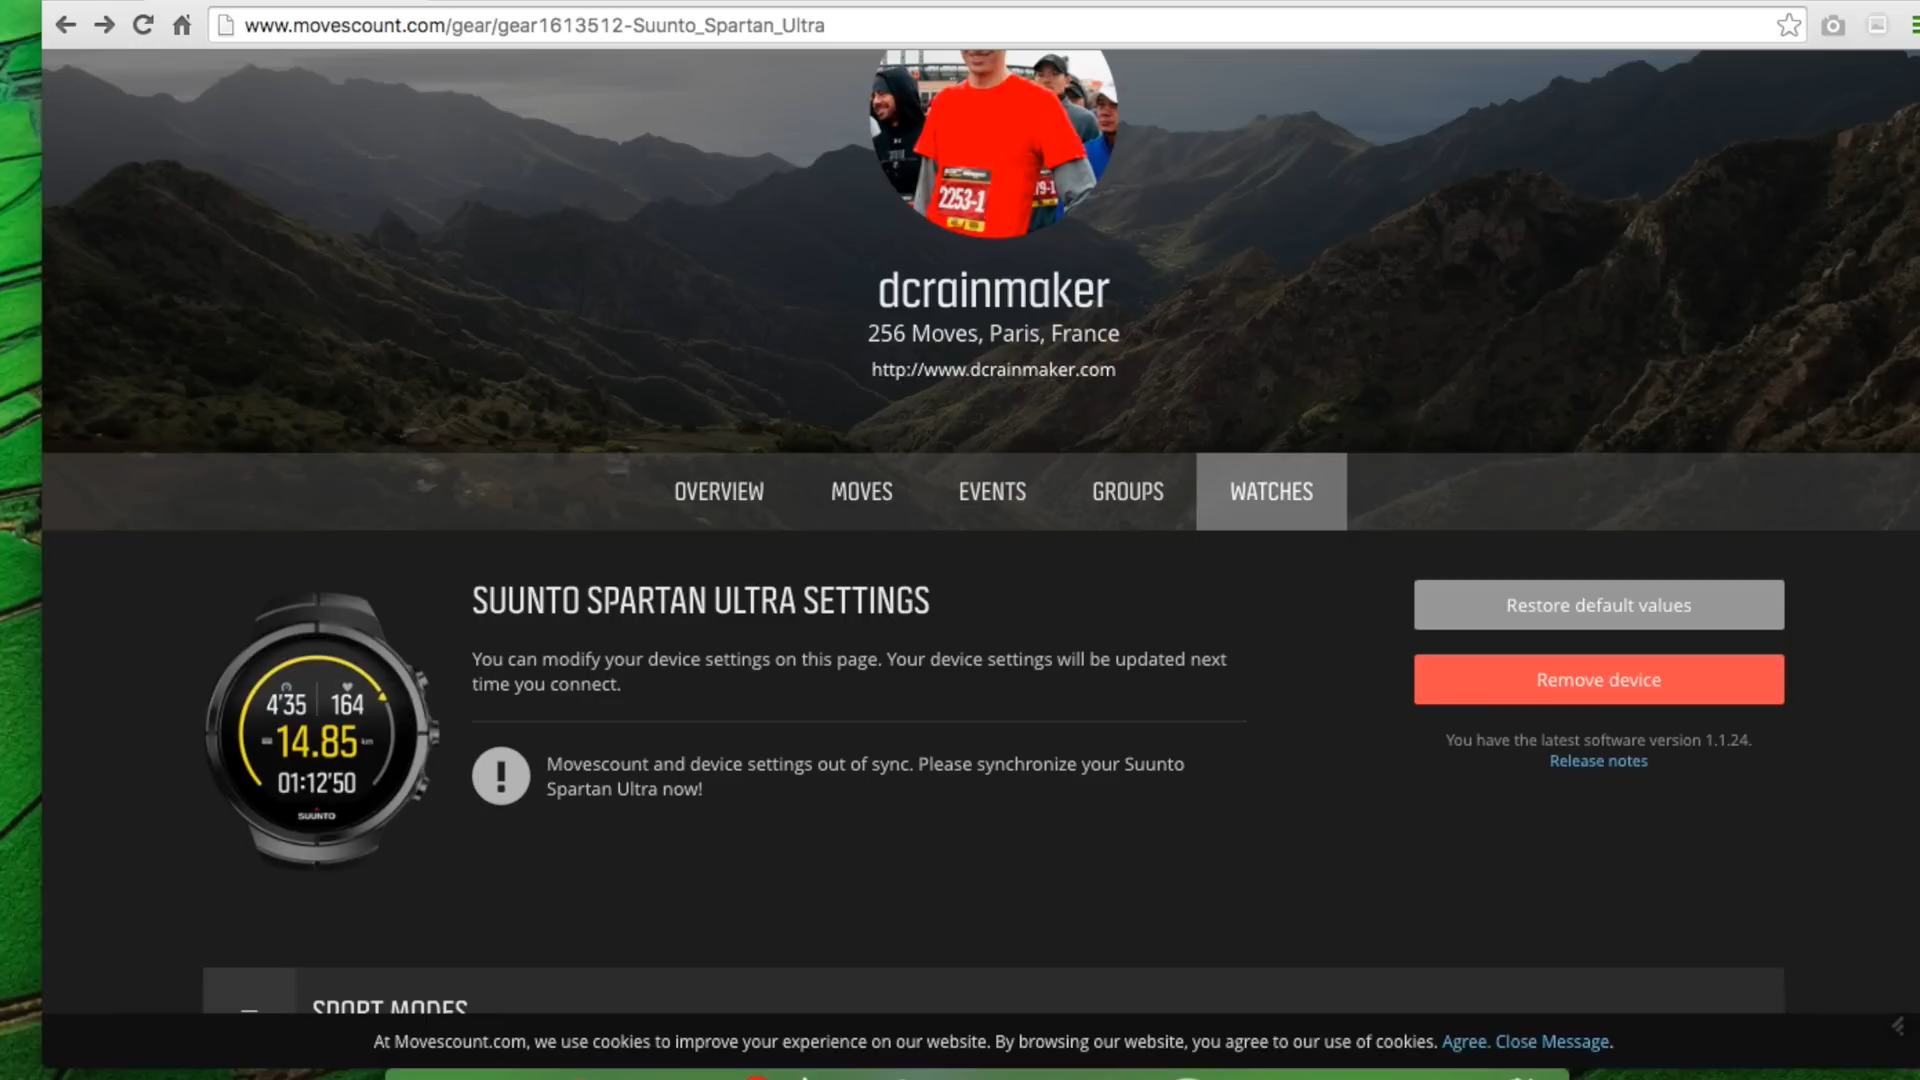 www.movescount.com/gear/gear1613512-Suunto_Spartan_Ultra
2253-1
79-1
dcrainmaker
256 Moves, Paris, France
http://www.dcrainmaker.com
OVERVIEW MOVES EVENTS GROUPS WATCHES
SUUNTO SPARTAN ULTRA SETTINGS
You can modify your device settings on this page. Your device settings will be updated next
time you connect.
Movescount and device settings out of sync. Please synchronize your Suunto
Spartan Ultra now!
4'35 164
14.85 km
01:12'50
SUUNTO
Restore default values
Remove device
You have the latest software version 1.1.24.
Release notes
SPORT MODES
At Movescount.com, we use cookies to improve your experience on our website. By browsing our website, you agree to our use of cookies. Agree. Close Message.